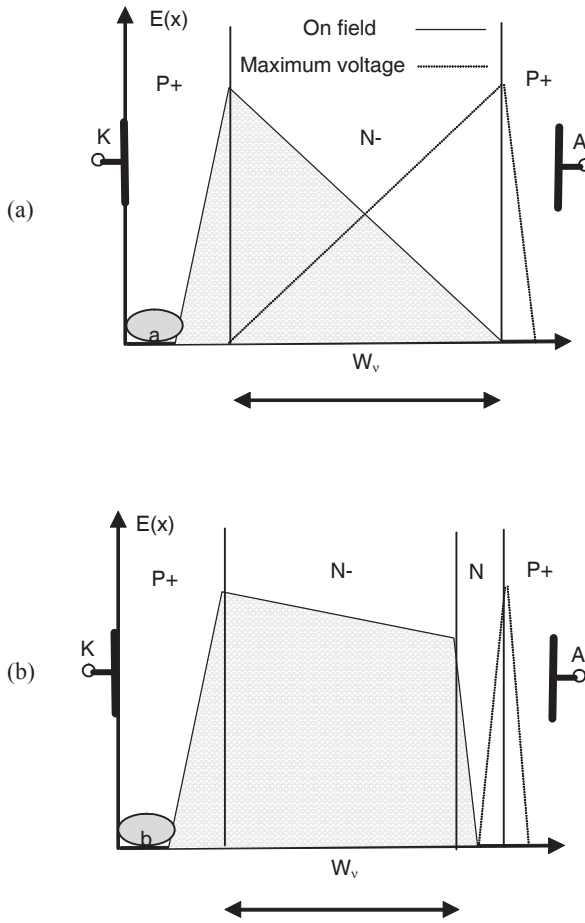 E(x)
On field
Maximum voltage
P+
P+
K
N-
A
(a)
a
Wν
E(x)
P+
N-
N
P+
K
A
(b)
b
Wν